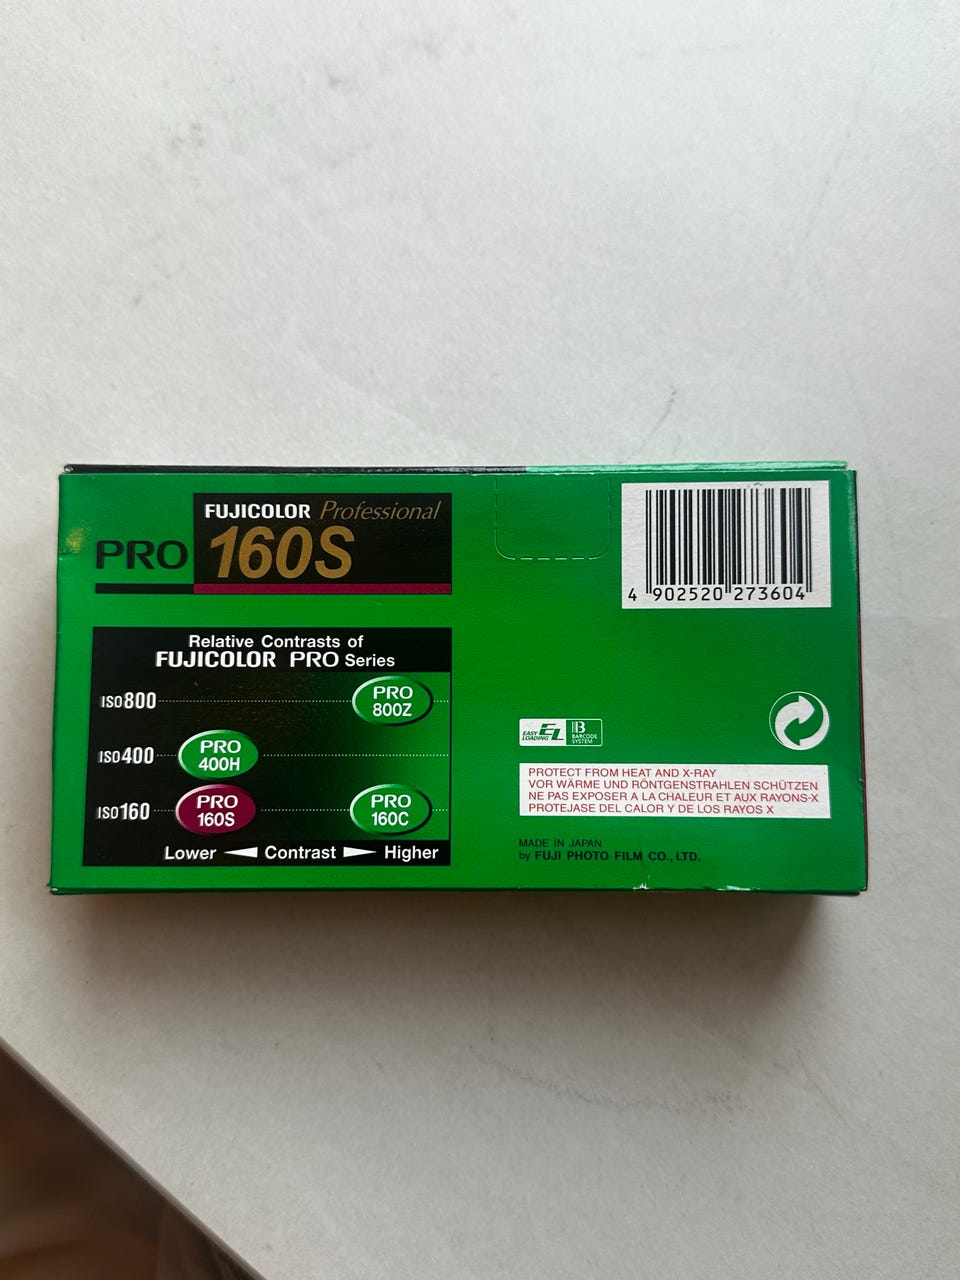 FUJICOLOR Professional
PRO 160S
Relative Contrasts of
FUJICOLOR PRO Series
ISO800
PRO
800Z
ISO400
PRO
400H
ISO160
PRO
160S
PRO
160C
Lower Contrast Higher
4 902520 273604
EASY
LOADING EL
B
BARCODE
SYSTEM
PROTECT FROM HEAT AND X-RAY
VOR WÄRME UND RÖNTGENSTRAHLEN SCHÜTZEN
NE PAS EXPOSER A LA CHALEUR ET AUX RAYONS-X
PROTEJASE DEL CALOR Y DE LOS RAYOS X
MADE IN JAPAN
by FUJI PHOTO FILM CO., LTD.